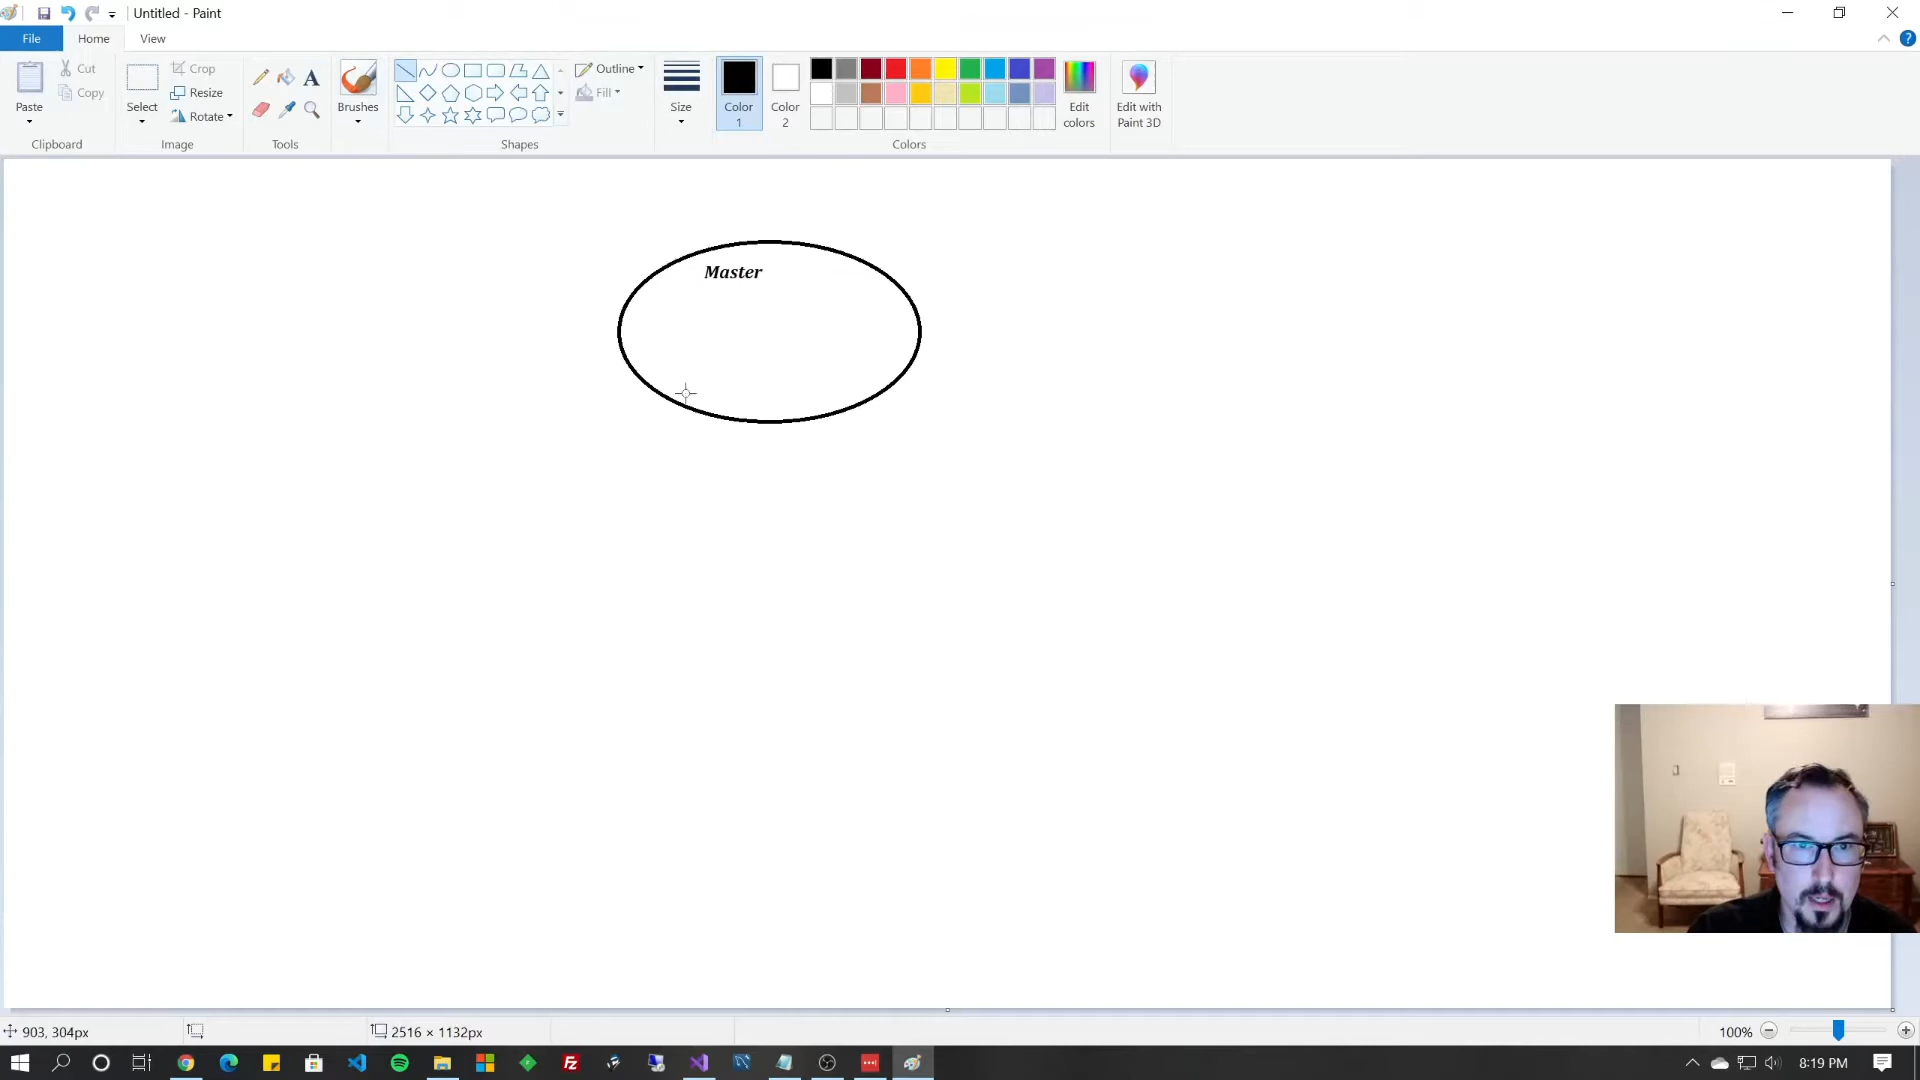 Untitled - Paint
File
Home
View
Paste
Cut
Copy
Clipboard
Select
Crop
Resize
Rotate
Image
A
Tools
Brushes
Outline
Fill
Shapes
Size
Color 1
Color 2
Edit colors
Colors
Edit with Paint 3D
?
Master
903, 304px
2516 × 1132px
100%
Fz
8:19 PM